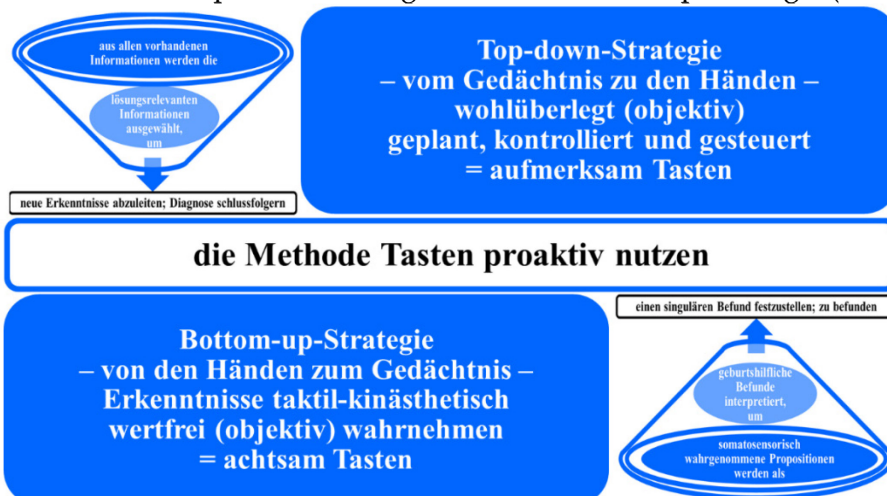 aus allen vorhandenen
Informationen werden die
lösungsrelevanten
Informationen
ausgewählt,
um
neue Erkenntnisse abzuleiten; Diagnose schlussfolgern
Top-down-Strategie
– vom Gedächtnis zu den Händen –
wohlüberlegt (objektiv)
geplant, kontrolliert und gesteuert
= aufmerksam Tasten
die Methode Tasten proaktiv nutzen
Bottom-up-Strategie
– von den Händen zum Gedächtnis –
Erkenntnisse taktil-kinästhetisch
wertfrei (objektiv) wahrnehmen
= achtsam Tasten
einen singulären Befund festzustellen; zu befunden
geburtshilfliche
Befunde
interpretiert,
um
somatosensorisch
wahrgenommene Propositionen
werden als